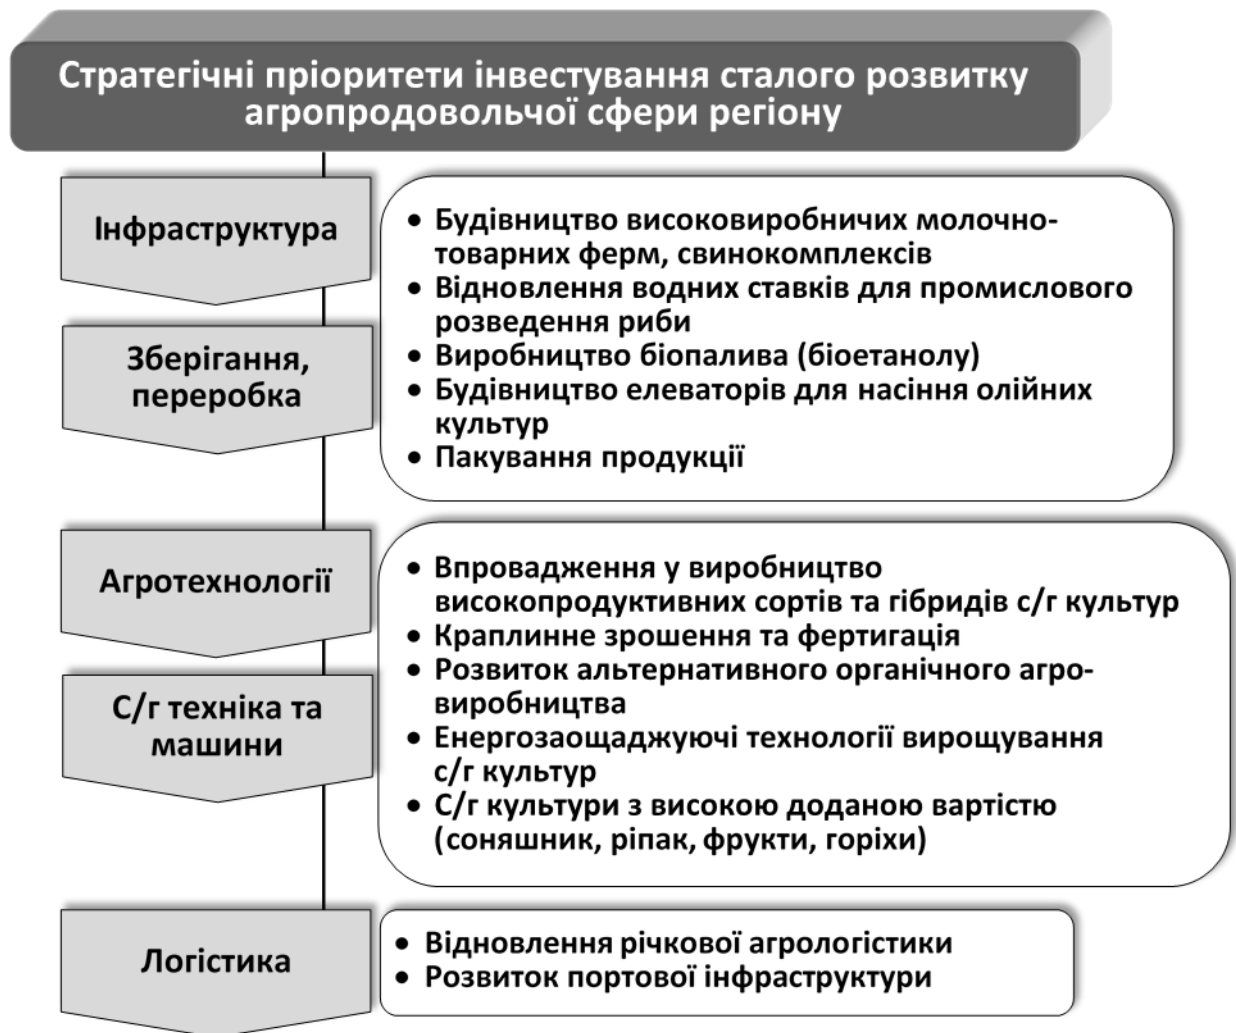 Стратегічні пріоритети інвестування сталого розвитку
агропродовольчої сфери регіону
Інфраструктура
Зберігання,
переробка
• Будівництво високовиробничих молочно-
товарних ферм, свинокомплексів
• Відновлення водних ставків для промислового
розведення риби
• Виробництво біопалива (біоетанолу)
• Будівництво елеваторів для насіння олійних
культур
• Пакування продукції
Агротехнології
С/г техніка та
машини
• Впровадження у виробництво
високопродуктивних сортів та гібридів с/г культур
• Краплинне зрошення та фертигація
• Розвиток альтернативного органічного агро-
виробництва
• Енергозаощаджуючі технології вирощування
с/г культур
• С/г культури з високою доданою вартістю
(соняшник, ріпак, фрукти, горіхи)
Логістика
• Відновлення річкової агрологістики
• Розвиток портової інфраструктури